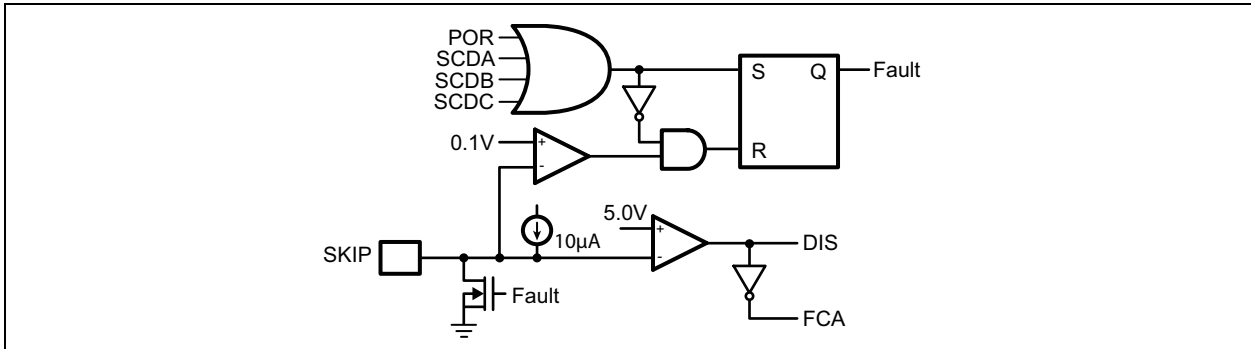 POR
SCDA
SCDB
SCDC
S
Q
Fault
0.1V
+
-
R
5.0V
+
-
10µA
SKIP
DIS
Fault
FCA